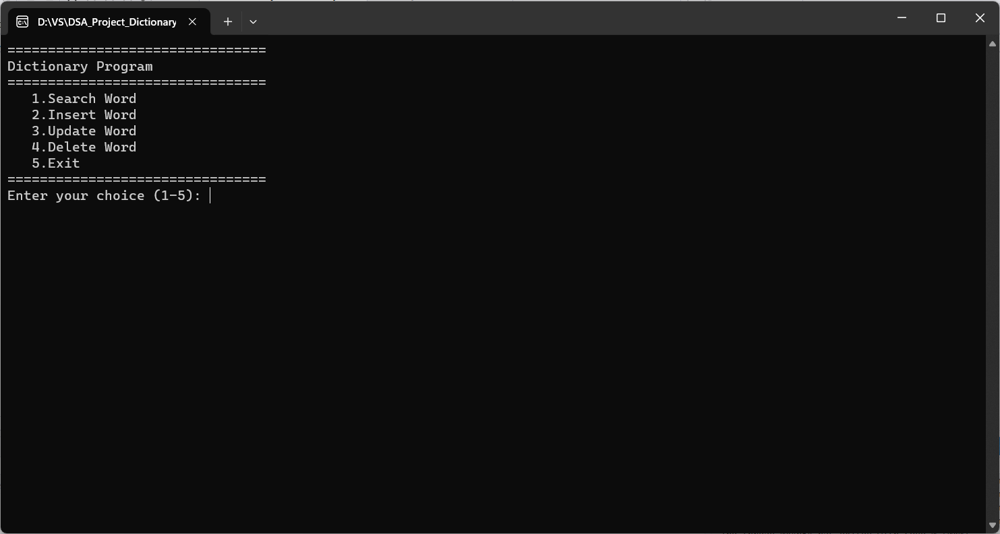 D:\VS\DSA_Project_Dictionary
================================
Dictionary Program
================================
   1.Search Word
   2.Insert Word
   3.Update Word
   4.Delete Word
   5.Exit
================================
Enter your choice (1-5):